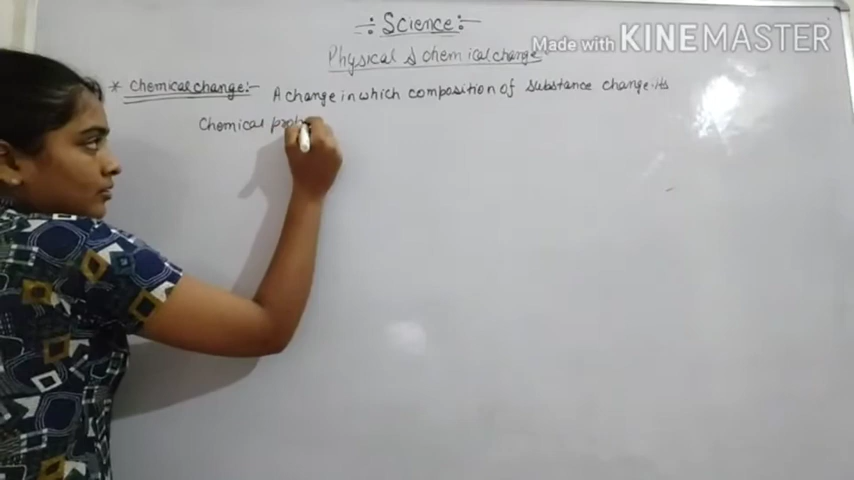 Science:
Physical & chemical change
Made with KINEMASTER
* Chemical change:- A change in which composition of Substance change its
Chemical